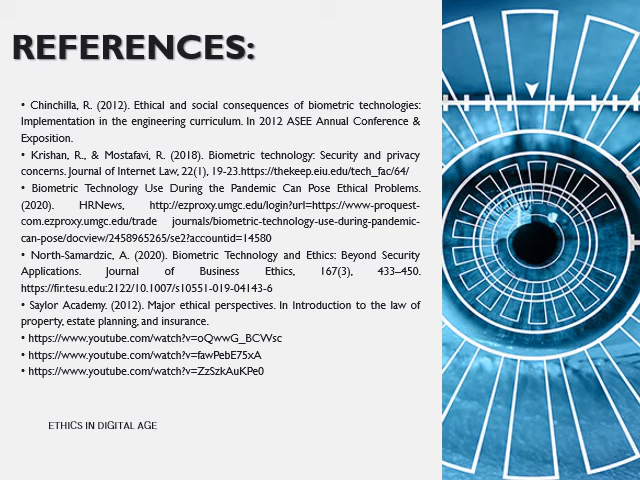 REFERENCES:
• Chinchilla, R. (2012). Ethical and social consequences of biometric technologies:
Implementation in the engineering curriculum. In 2012 ASEE Annual Conference &
Exposition.
• Krishan, R., & Mostafavi, R. (2018). Biometric technology: Security and privacy
concerns. Journal of Internet Law, 22(1), 19-23.https://thekeep.eiu.edu/tech_fac/64/
• Biometric Technology Use During the Pandemic Can Pose Ethical Problems.
(2020). HRNews, http://ezproxy.umgc.edu/login?url=https://www-proquest-
com.ezproxy.umgc.edu/trade journals/biometric-technology-use-during-pandemic-
can-pose/docview/2458965265/se2?accountid=14580
• North-Samardzic, A. (2020). Biometric Technology and Ethics: Beyond Security
Applications. Journal of Business Ethics, 167(3), 433–450.
https://fir.tesu.edu:2122/10.1007/s10551-019-04143-6
• Saylor Academy. (2012). Major ethical perspectives. In Introduction to the law of
property, estate planning, and insurance.
• https://www.youtube.com/watch?v=oQwwG_BCWsc
• https://www.youtube.com/watch?v=fawPebE75xA
• https://www.youtube.com/watch?v=ZzSzkAuKPe0
ETHICS IN DIGITAL AGE